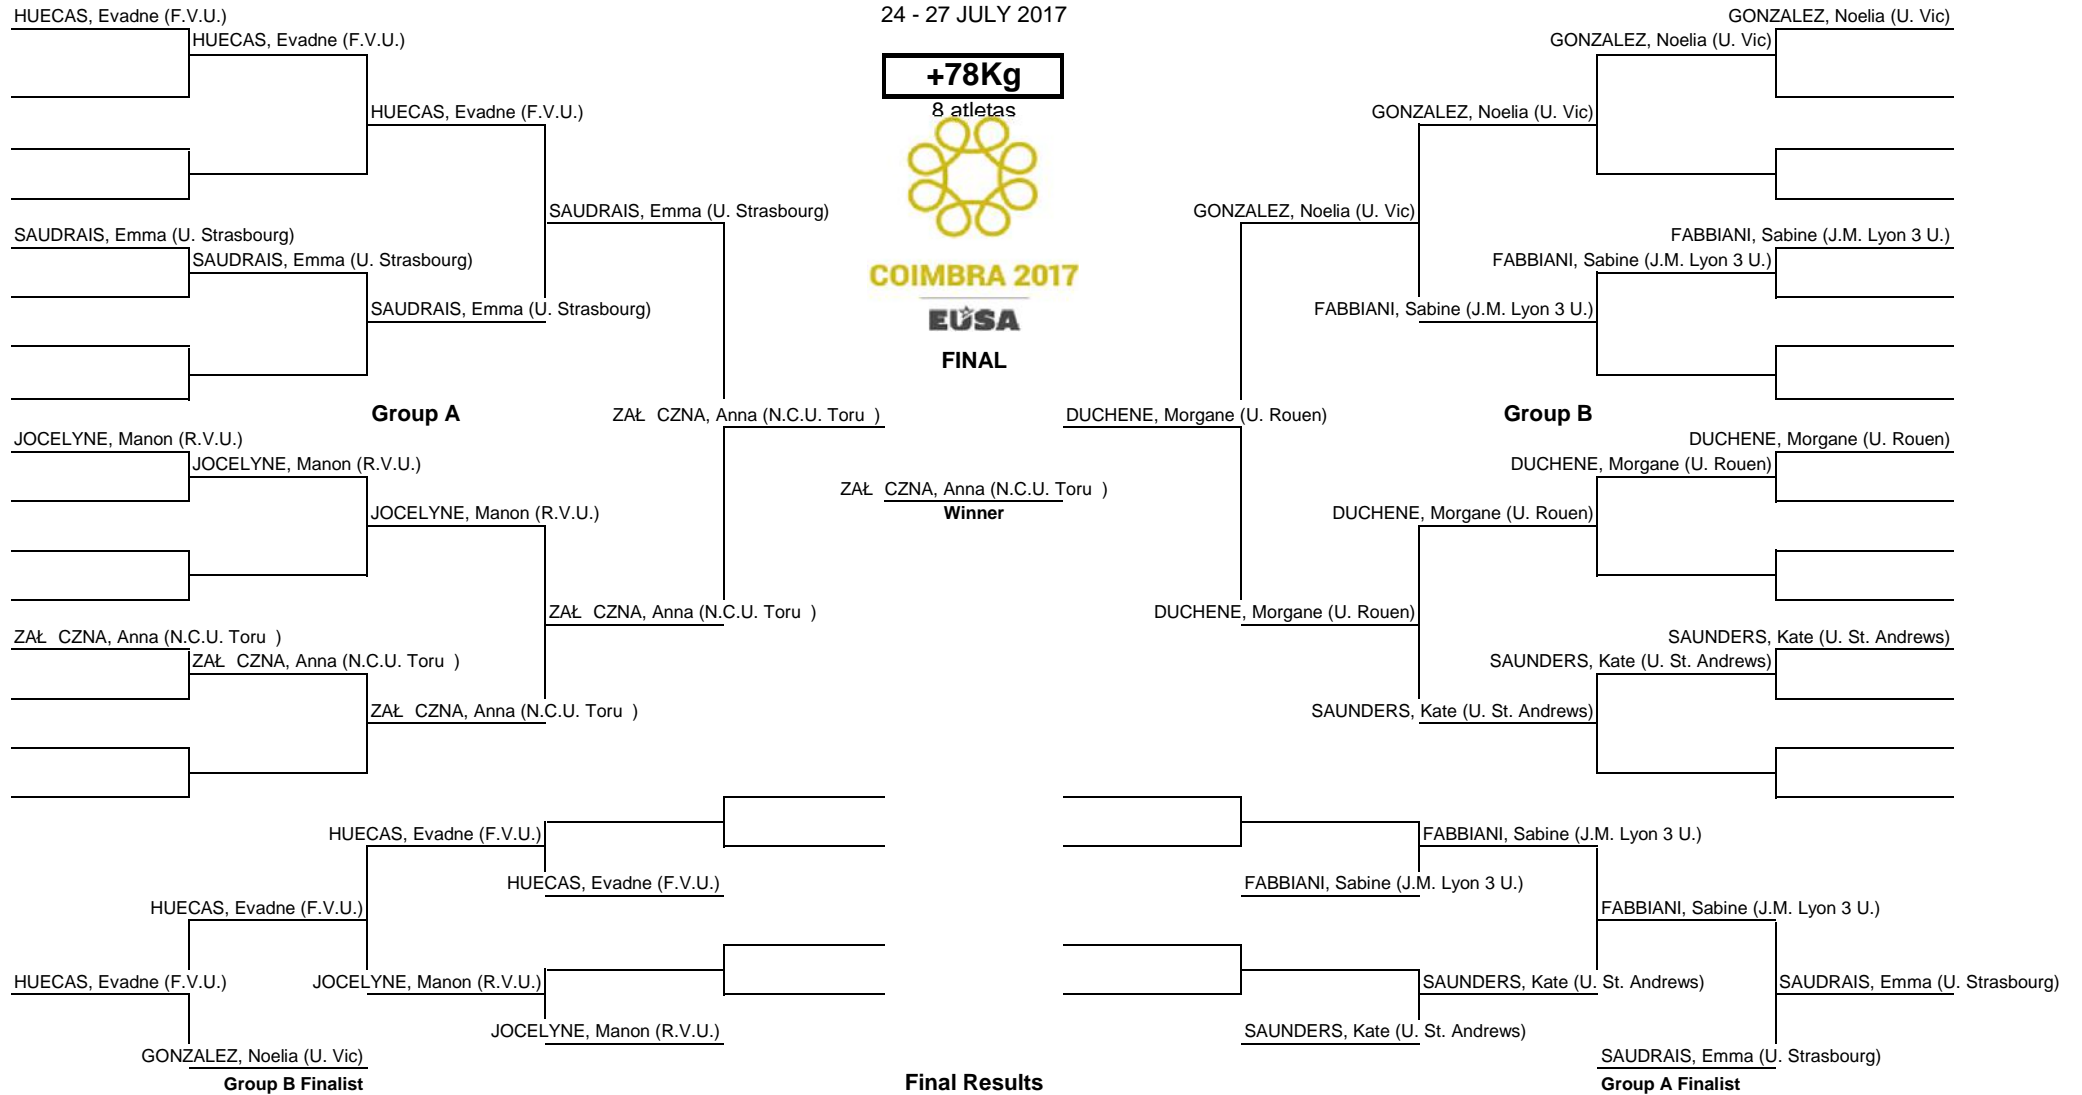 24 - 27 JULY 2017
+78Kg
8 atletas
COIMBRA 2017
EUSA
FINAL
HUECAS, Evadne (F.V.U.)
HUECAS, Evadne (F.V.U.)
HUECAS, Evadne (F.V.U.)
SAUDRAIS, Emma (U. Strasbourg)
SAUDRAIS, Emma (U. Strasbourg)
SAUDRAIS, Emma (U. Strasbourg)
SAUDRAIS, Emma (U. Strasbourg)
Group A
ZAŁ CZNA, Anna (N.C.U. Toru )
JOCELYNE, Manon (R.V.U.)
JOCELYNE, Manon (R.V.U.)
JOCELYNE, Manon (R.V.U.)
ZAŁ CZNA, Anna (N.C.U. Toru )
ZAŁ CZNA, Anna (N.C.U. Toru )
ZAŁ CZNA, Anna (N.C.U. Toru )
ZAŁ CZNA, Anna (N.C.U. Toru )
ZAŁ CZNA, Anna (N.C.U. Toru )
Winner
GONZALEZ, Noelia (U. Vic)
GONZALEZ, Noelia (U. Vic)
GONZALEZ, Noelia (U. Vic)
GONZALEZ, Noelia (U. Vic)
FABBIANI, Sabine (J.M. Lyon 3 U.)
FABBIANI, Sabine (J.M. Lyon 3 U.)
FABBIANI, Sabine (J.M. Lyon 3 U.)
DUCHENE, Morgane (U. Rouen)
Group B
DUCHENE, Morgane (U. Rouen)
DUCHENE, Morgane (U. Rouen)
DUCHENE, Morgane (U. Rouen)
DUCHENE, Morgane (U. Rouen)
SAUNDERS, Kate (U. St. Andrews)
SAUNDERS, Kate (U. St. Andrews)
SAUNDERS, Kate (U. St. Andrews)
HUECAS, Evadne (F.V.U.)
HUECAS, Evadne (F.V.U.)
HUECAS, Evadne (F.V.U.)
HUECAS, Evadne (F.V.U.)
JOCELYNE, Manon (R.V.U.)
JOCELYNE, Manon (R.V.U.)
GONZALEZ, Noelia (U. Vic)
Group B Finalist
FABBIANI, Sabine (J.M. Lyon 3 U.)
FABBIANI, Sabine (J.M. Lyon 3 U.)
FABBIANI, Sabine (J.M. Lyon 3 U.)
SAUNDERS, Kate (U. St. Andrews)
SAUDRAIS, Emma (U. Strasbourg)
SAUNDERS, Kate (U. St. Andrews)
SAUDRAIS, Emma (U. Strasbourg)
Group A Finalist
Final Results